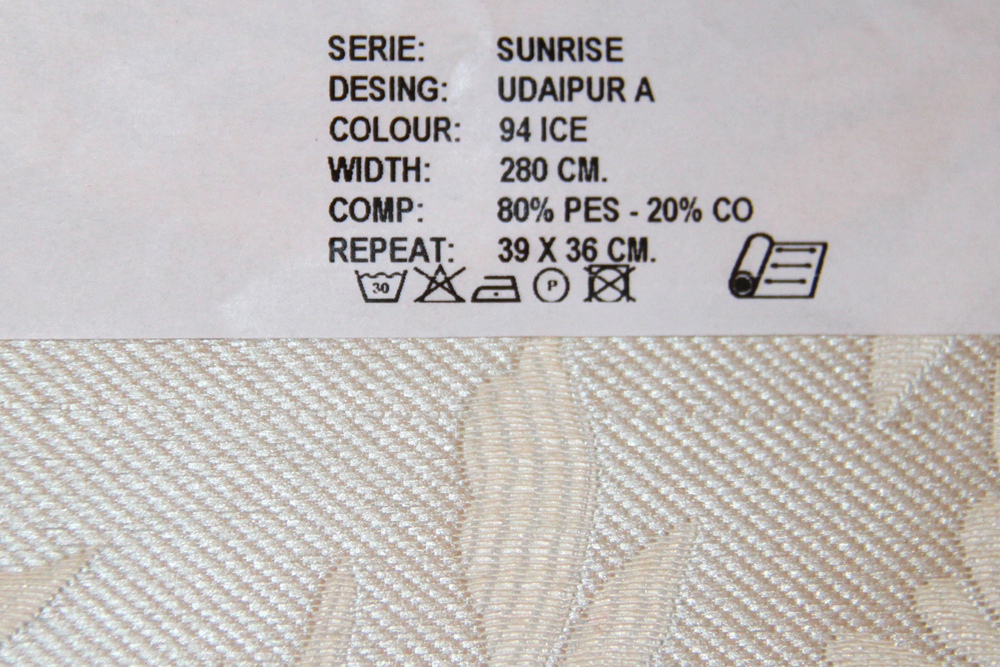 SERIE: SUNRISE
DESING: UDAIPUR A
COLOUR: 94 ICE
WIDTH: 280 CM.
COMP: 80% PES - 20% CO
REPEAT: 39 X 36 CM.
30 P